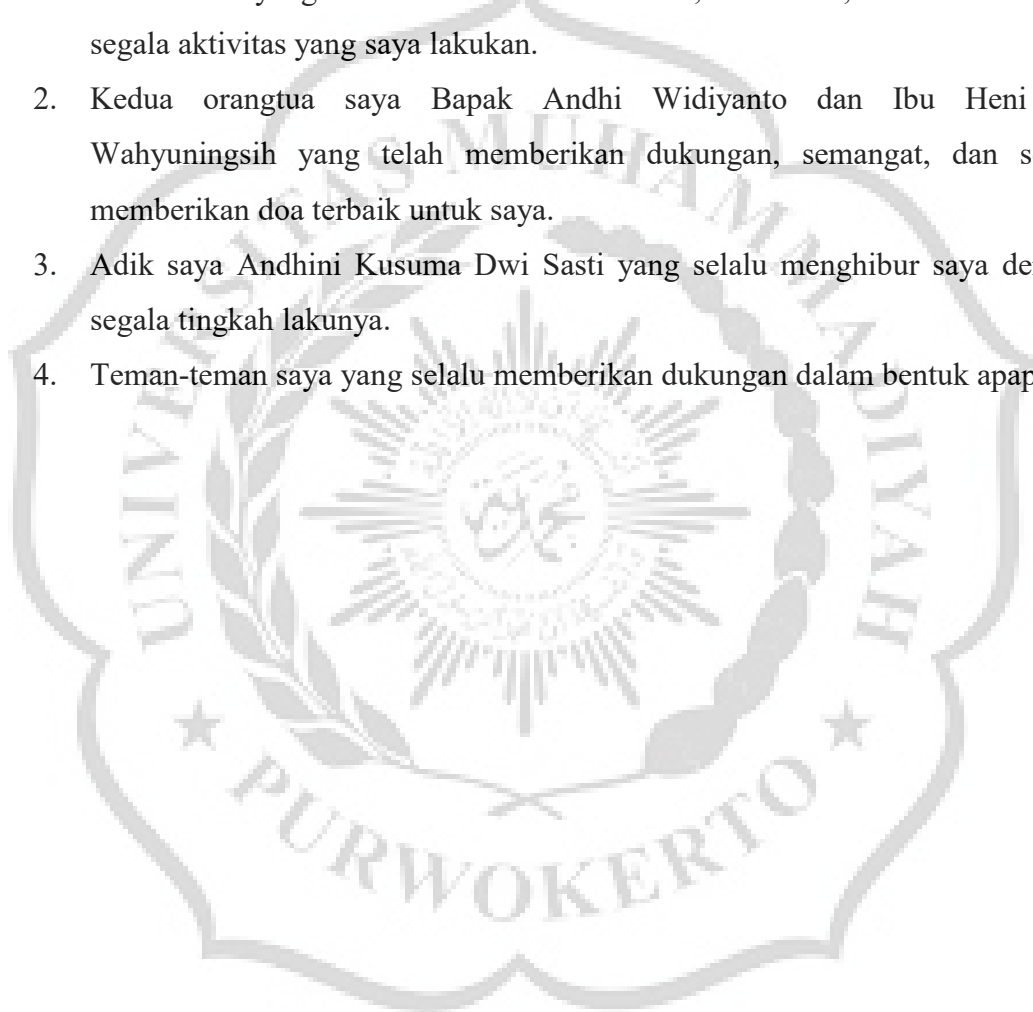 segala aktivitas yang saya lakukan.
2. Kedua orangtua saya Bapak Andhi Widiyanto dan Ibu Heni
Wahyuningsih yang telah memberikan dukungan, semangat, dan
memberikan doa terbaik untuk saya.
3. Adik saya Andhini Kusuma Dwi Sasti yang selalu menghibur saya
segala tingkah lakunya.
4. Teman-teman saya yang selalu memberikan dukungan dalam bentuk
UNIVERSITAS MUHAMMADIYAH
PURWOKERTO